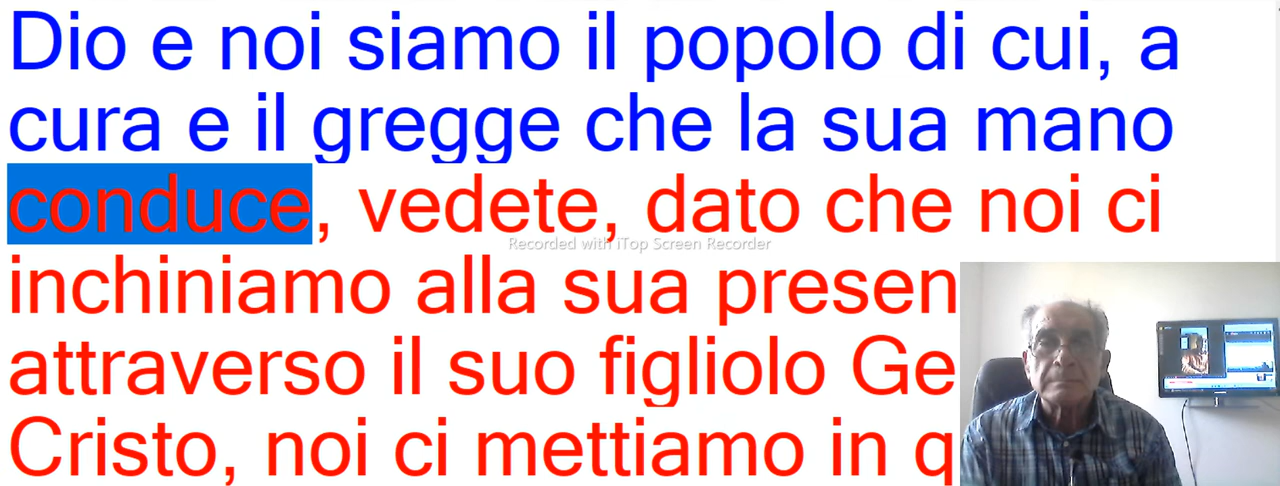 Dio e noi siamo il popolo di cui, a
cura e il gregge che la sua mano
conduce, vedete, dato che noi ci
Recorded with iTop Screen Recorder
inchiniamo alla sua presen
attraverso il suo figliolo Ge
Cristo, noi ci mettiamo in q